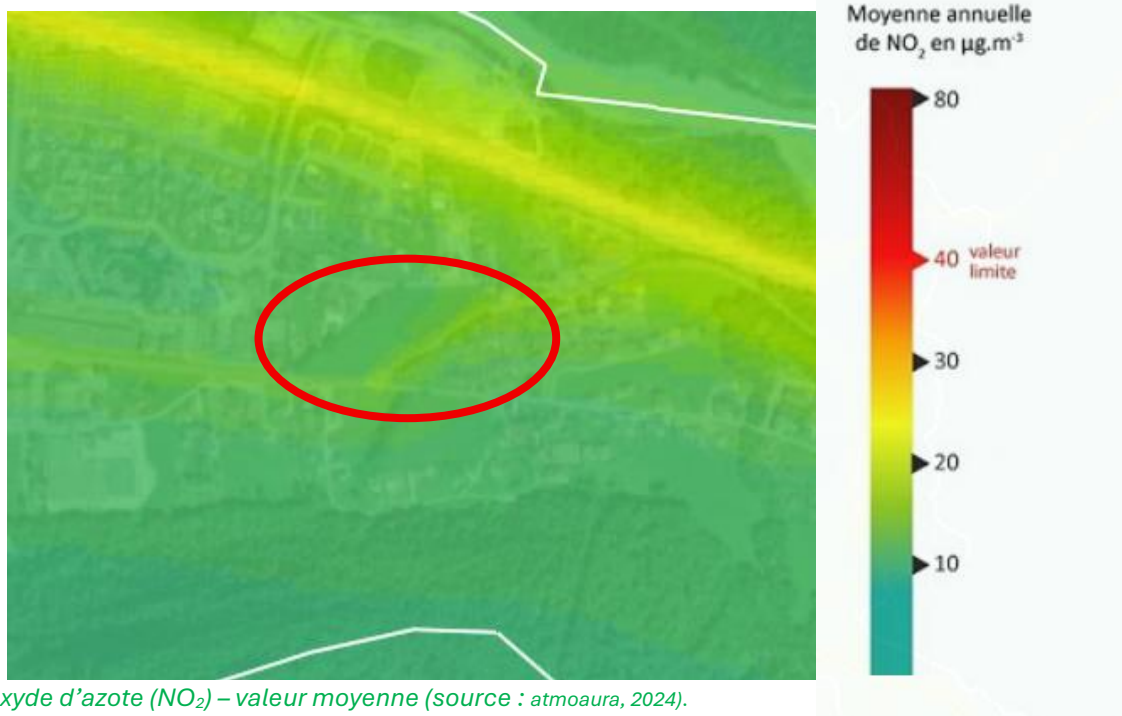 Moyenne annuelle
de NO₂ en µg.m⁻³
80
40 valeur
limite
30
20
10
xyde d’azote (NO₂) – valeur moyenne (source : atmoaura, 2024).